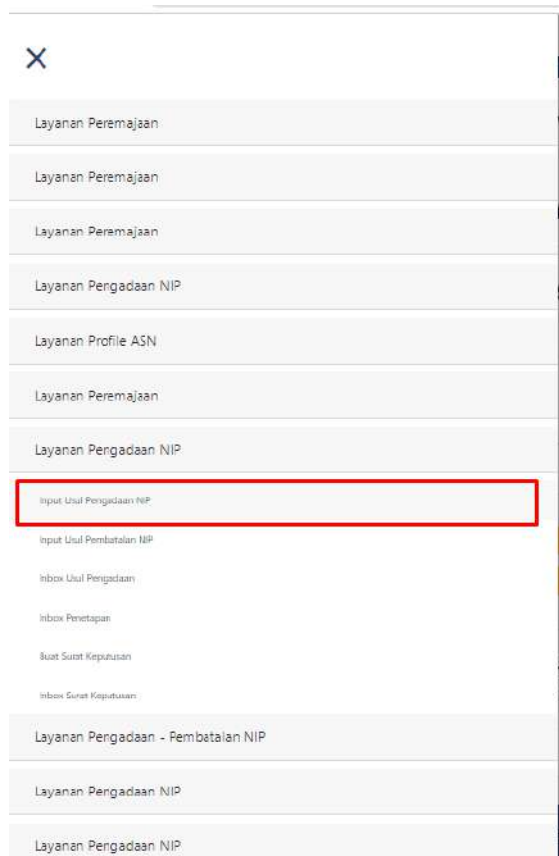 Layanan Peremajaan
Layanan Peremajaan
Layanan Peremajaan
Layanan Pengadaan NIP
Layanan Profile ASN
Layanan Peremajaan
Layanan Pengadaan NIP
Input Usul Pengadaan NIP
Input Usul Pembatalan NIP
Inbox Usul Pengadaan
Inbox Penetapan
Buat Surat Keputusan
Inbox Surat Keputusan
Layanan Pengadaan - Pembatalan NIP
Layanan Pengadaan NIP
Layanan Pengadaan NIP